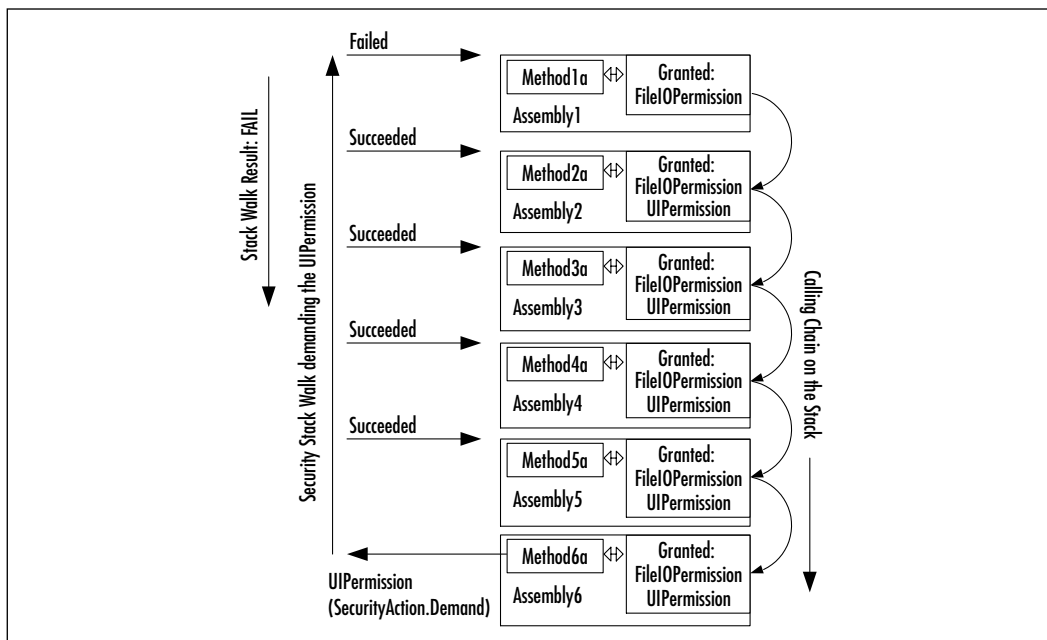 Failed
Method1a
Granted:
FileIOPermission
Assembly1
Succeeded
Method2a
Granted:
FileIOPermission
UIPermission
Assembly2
Succeeded
Method3a
Granted:
FileIOPermission
UIPermission
Assembly3
Succeeded
Method4a
Granted:
FileIOPermission
UIPermission
Assembly4
Succeeded
Method5a
Granted:
FileIOPermission
UIPermission
Assembly5
Method6a
Granted:
FileIOPermission
UIPermission
Assembly6
UIPermission
(SecurityAction.Demand)
Stack Walk Result: FAIL
Security Stack Walk demanding the UIPermission
Calling Chain on the Stack